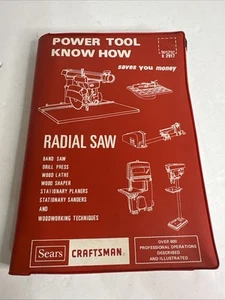 POWER TOOL
KNOW HOW
saves you money
RADIAL SAW
BAND SAW
DRILL PRESS
WOOD LATHE
WOOD SHAPER
STATIONARY PLANERS
STATIONARY SANDERS
AND
WOODWORKING TECHNIQUES
OVER 900
PROFESSIONAL OPERATIONS
DESCRIBED
AND ILLUSTRATED
Sears
CRAFTSMAN